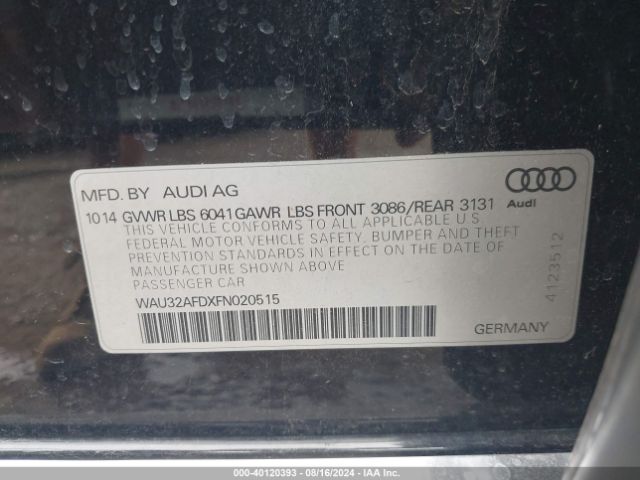 MFD. BY AUDI AG
1014 GVWR LBS 6041 GAWR LBS FRONT 3086/REAR 3131
Audi
THIS VEHICLE CONFORMS TO ALL APPLICABLE U S
FEDERAL MOTOR VEHICLE SAFETY, BUMPER AND THEFT
PREVENTION STANDARDS IN EFFECT ON THE DATE OF
MANUFACTURE SHOWN ABOVE
PASSENGER CAR
4123512
WAU32AFDXFN020515
GERMANY
000-40120393 - 08/16/2024 - IAA Inc.